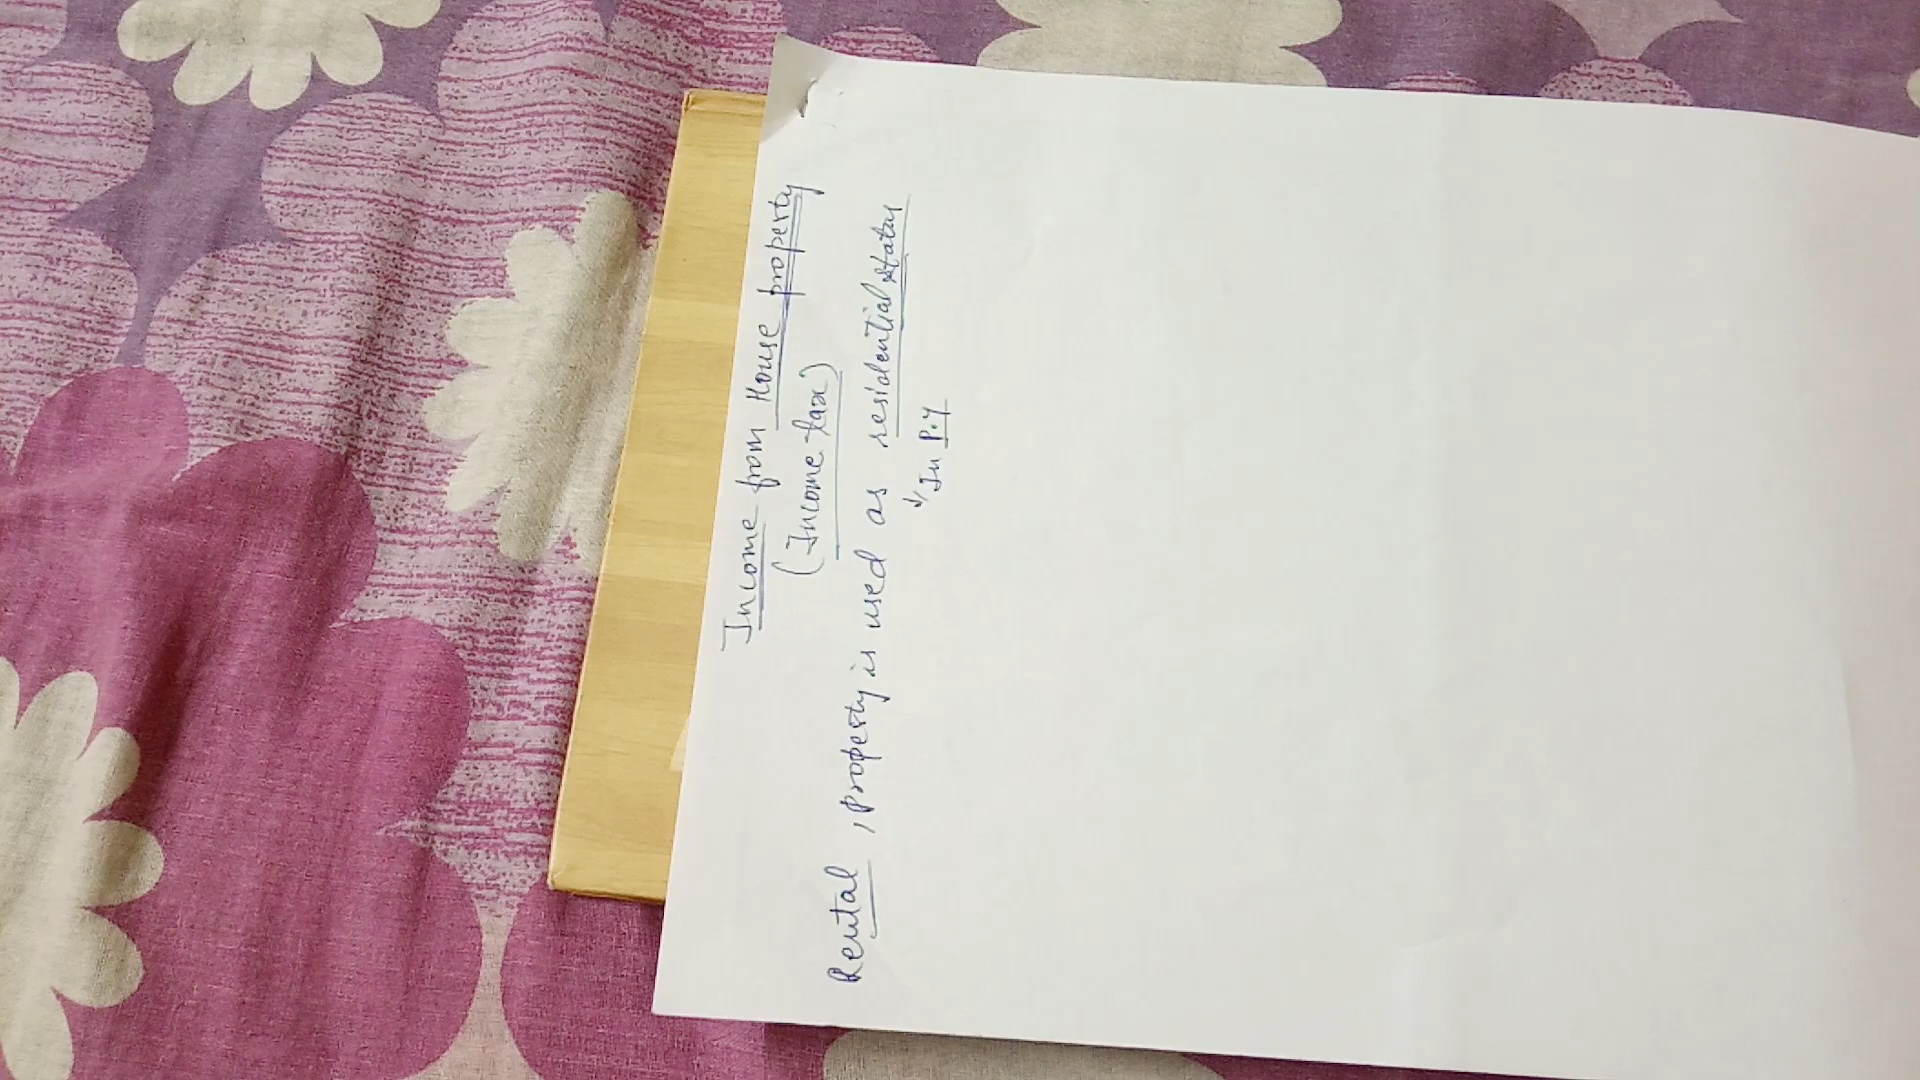 Income from House property
(Income tax)
Rental, property is used as residential status
↓ In P.Y